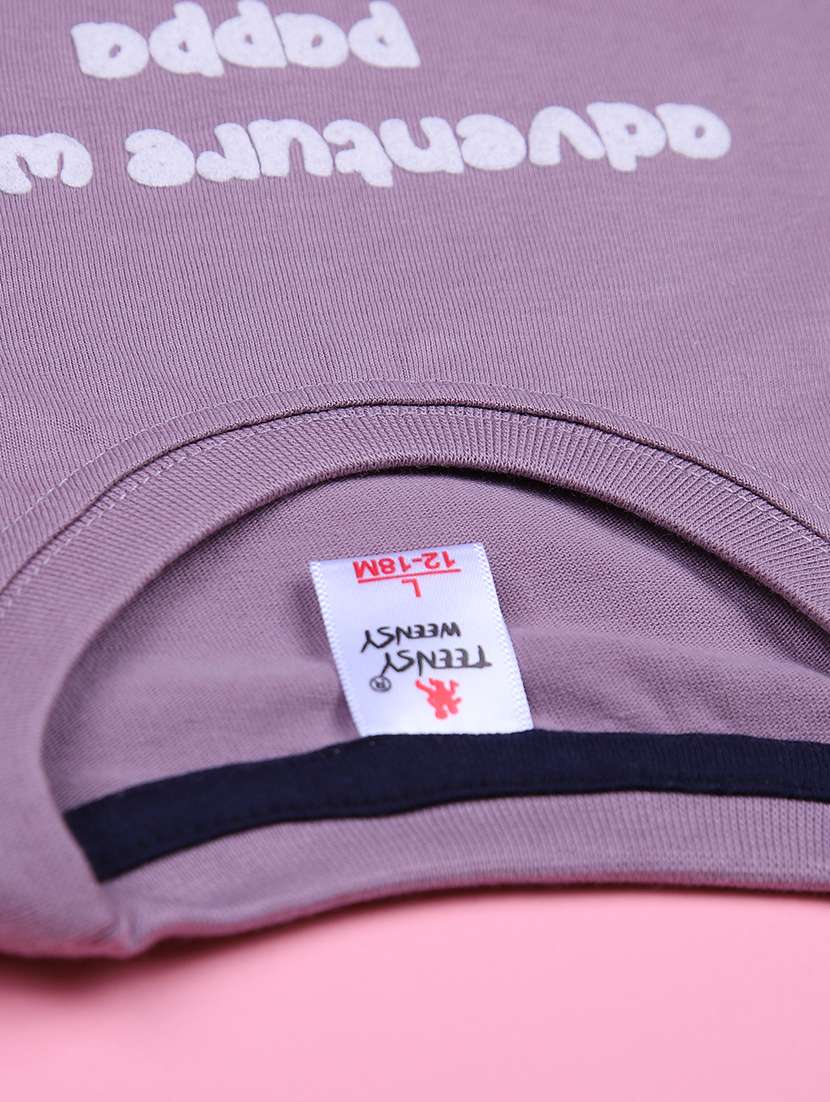 adventure w
pappa
®
TEENSY
WEENSY
L
12-18M